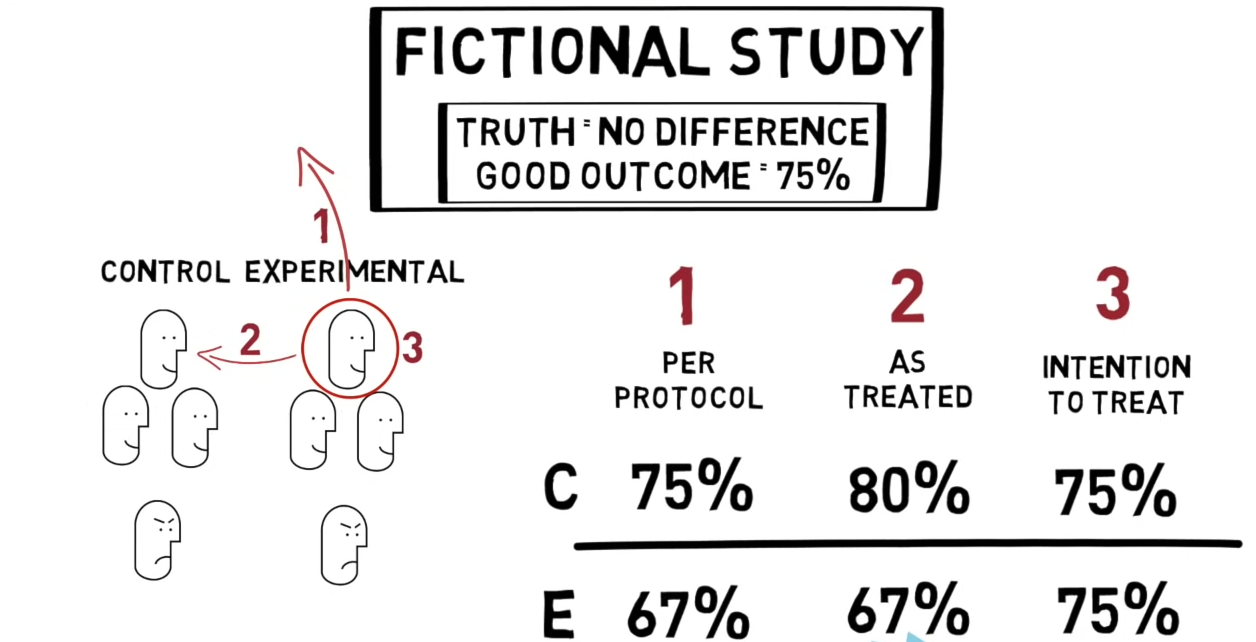 FICTIONAL STUDY
TRUTH = NO DIFFERENCE
GOOD OUTCOME = 75%
1
CONTROL EXPERIMENTAL
2
3
1 2 3
PER PROTOCOL
AS TREATED
INTENTION TO TREAT
C 75% 80% 75%
E 67% 67% 75%